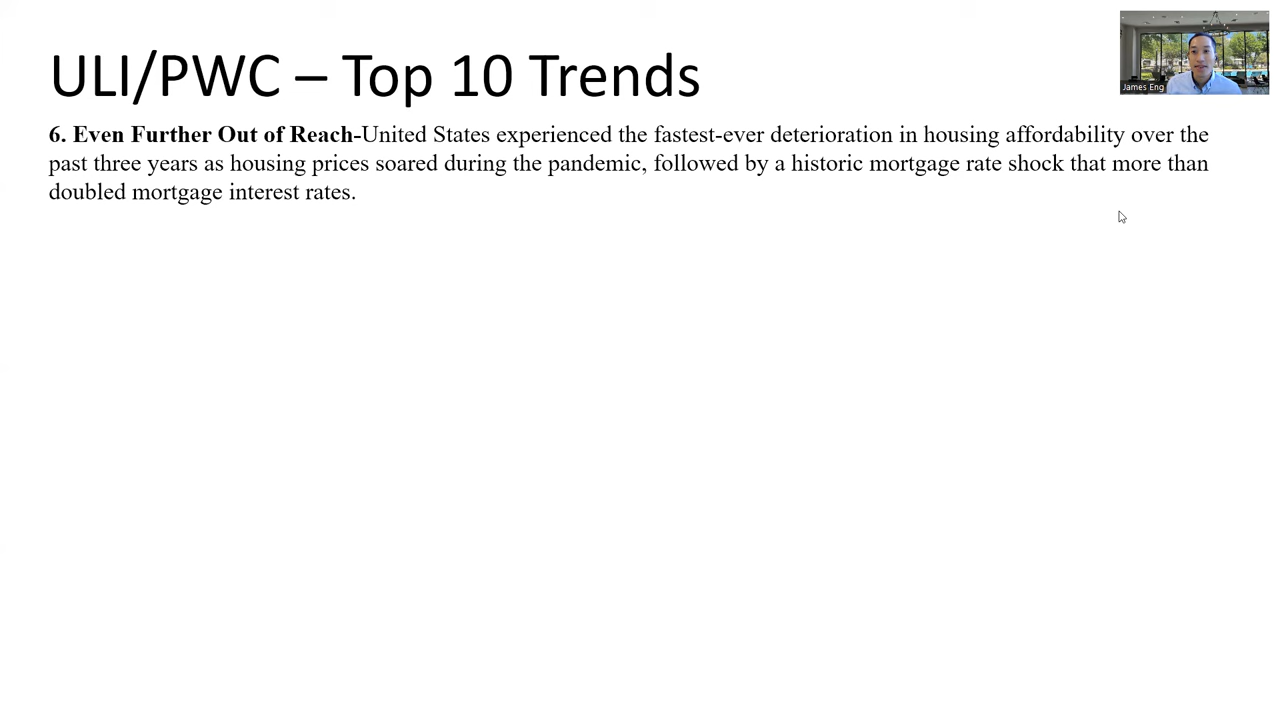 ULI/PWC – Top 10 Trends
James Eng
6. Even Further Out of Reach-United States experienced the fastest-ever deterioration in housing affordability over the
past three years as housing prices soared during the pandemic, followed by a historic mortgage rate shock that more than
doubled mortgage interest rates.